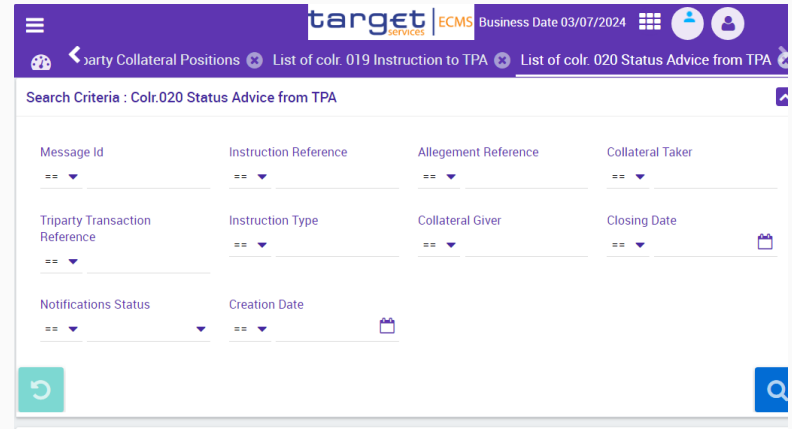 target services ECMS Business Date 03/07/2024
Collateral Positions List of colr. 019 Instruction to TPA List of colr. 020 Status Advice from TPA
Search Criteria : Colr.020 Status Advice from TPA
Message Id Instruction Reference Allegement Reference Collateral Taker
== == == ==
Triparty Transaction Reference Instruction Type Collateral Giver Closing Date
== == == ==
Notifications Status Creation Date
== ==